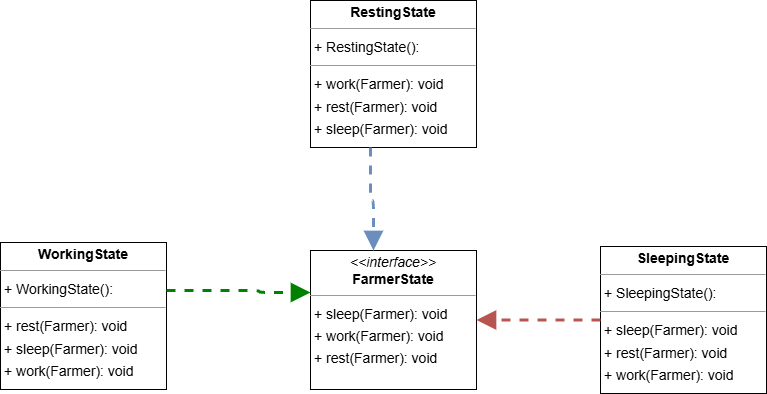 RestingState
+ RestingState():
+ work(Farmer): void
+ rest(Farmer): void
+ sleep(Farmer): void
WorkingState
+ WorkingState():
+ rest(Farmer): void
+ sleep(Farmer): void
+ work(Farmer): void
<<interface>>
FarmerState
+ sleep(Farmer): void
+ work(Farmer): void
+ rest(Farmer): void
SleepingState
+ SleepingState():
+ sleep(Farmer): void
+ rest(Farmer): void
+ work(Farmer): void